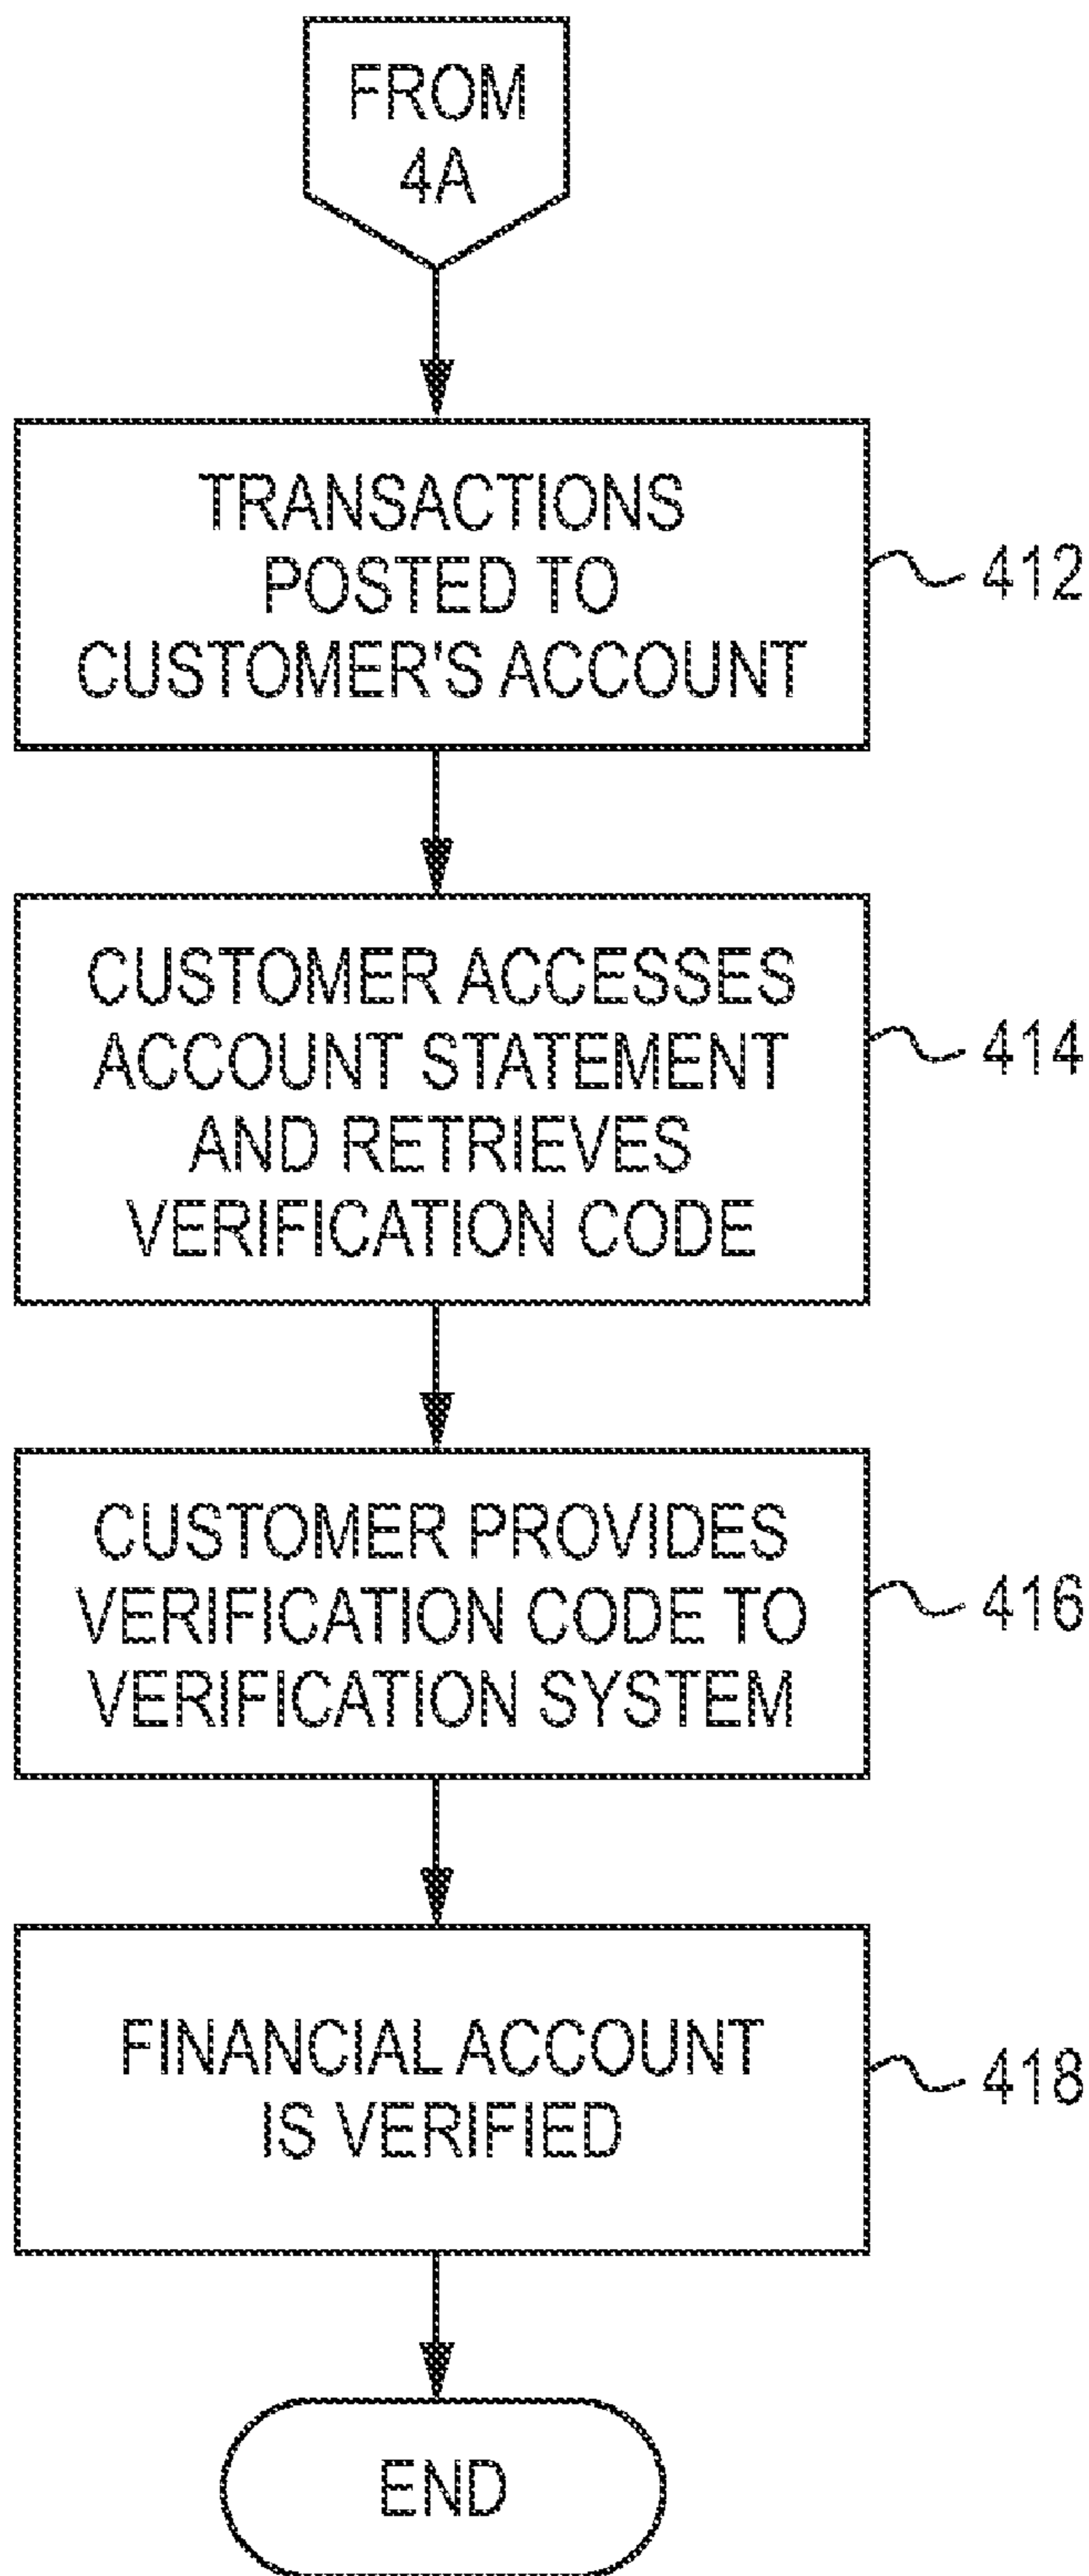 FROM
4A
TRANSACTIONS
POSTED TO
CUSTOMER'S ACCOUNT
412
CUSTOMER ACCESSES
ACCOUNT STATEMENT
AND RETRIEVES
VERIFICATION CODE
414
CUSTOMER PROVIDES
VERIFICATION CODE TO
VERIFICATION SYSTEM
416
FINANCIAL ACCOUNT
IS VERIFIED
418
END